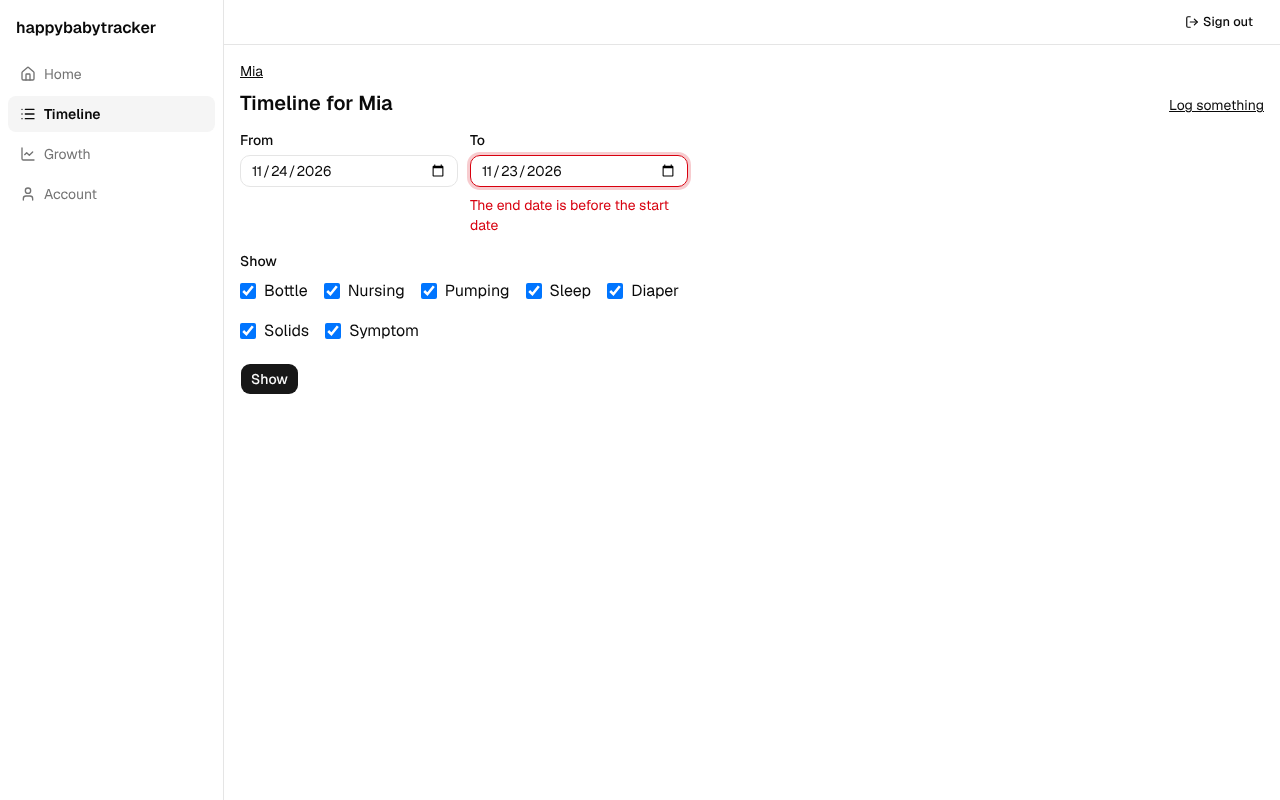 happybabytracker
Sign out
Home
Timeline
Growth
Account
Mia
Timeline for Mia
Log something
From
To
11/24/2026
11/23/2026
The end date is before the start
date
Show
Bottle Nursing Pumping Sleep Diaper
Solids Symptom
Show